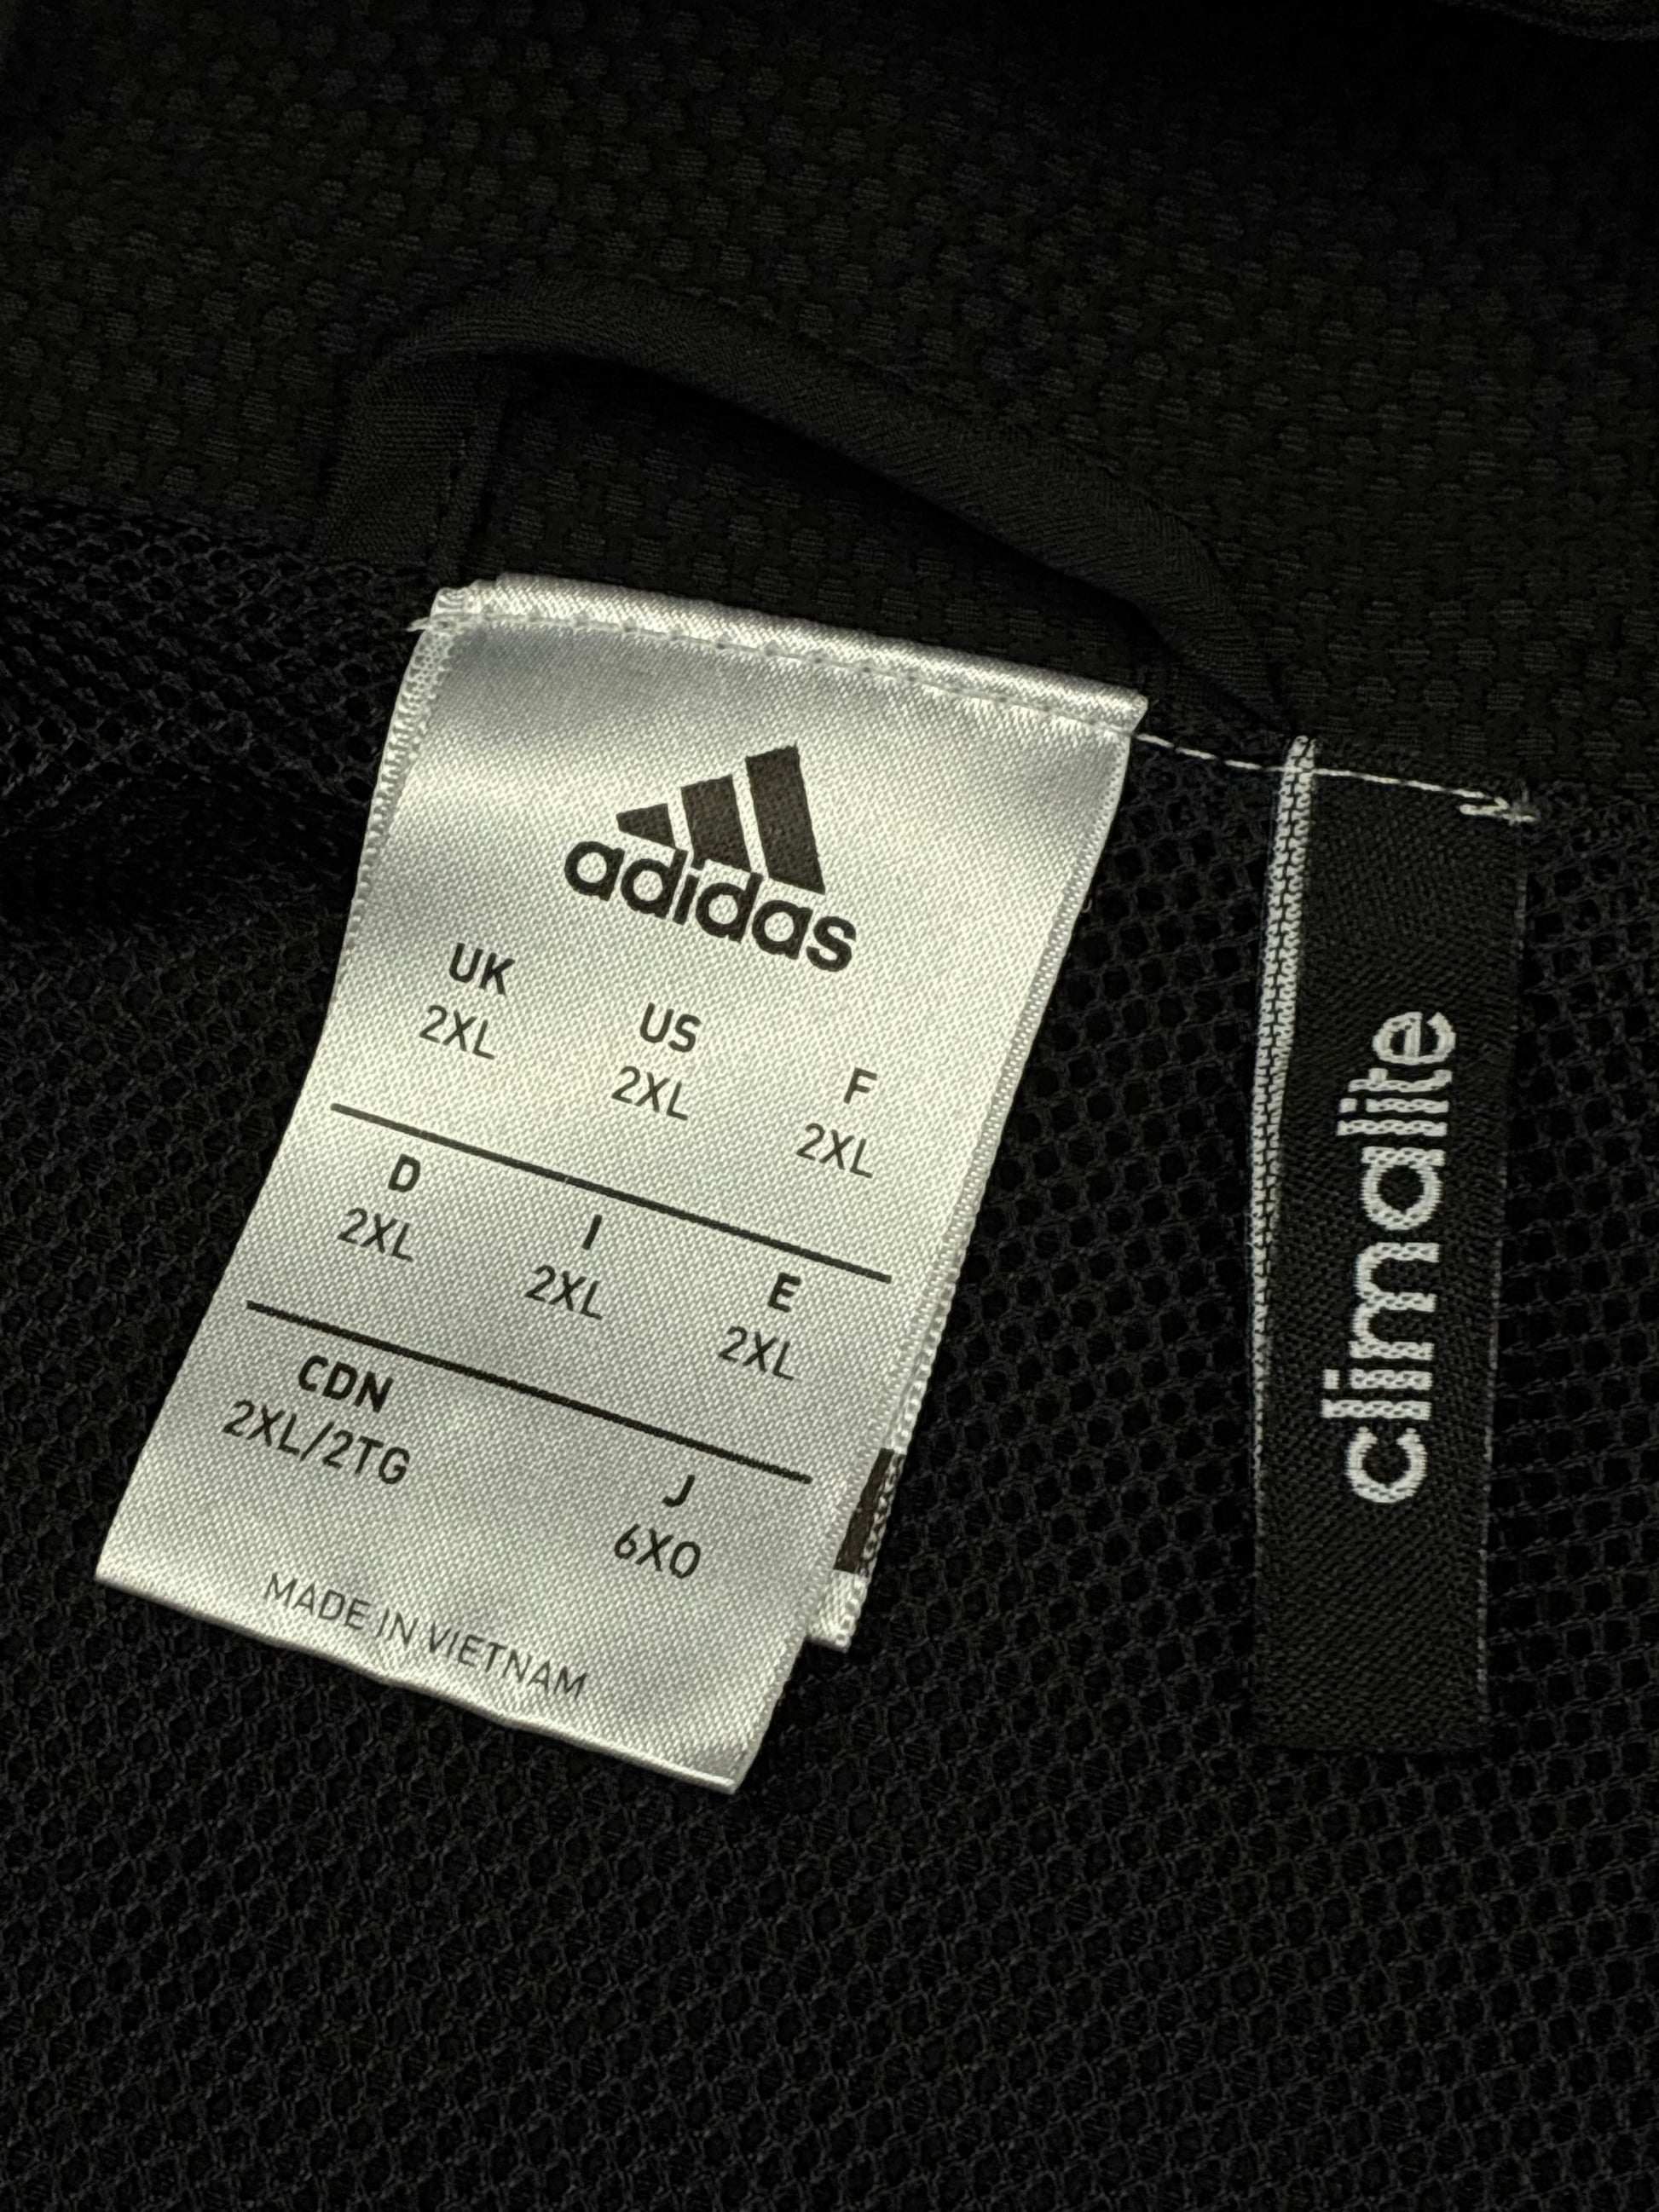 adidas
UK US F
2XL 2XL 2XL
D I E
2XL 2XL 2XL
CDN J
2XL/2TG 6XO
MADE IN VIETNAM
climalite